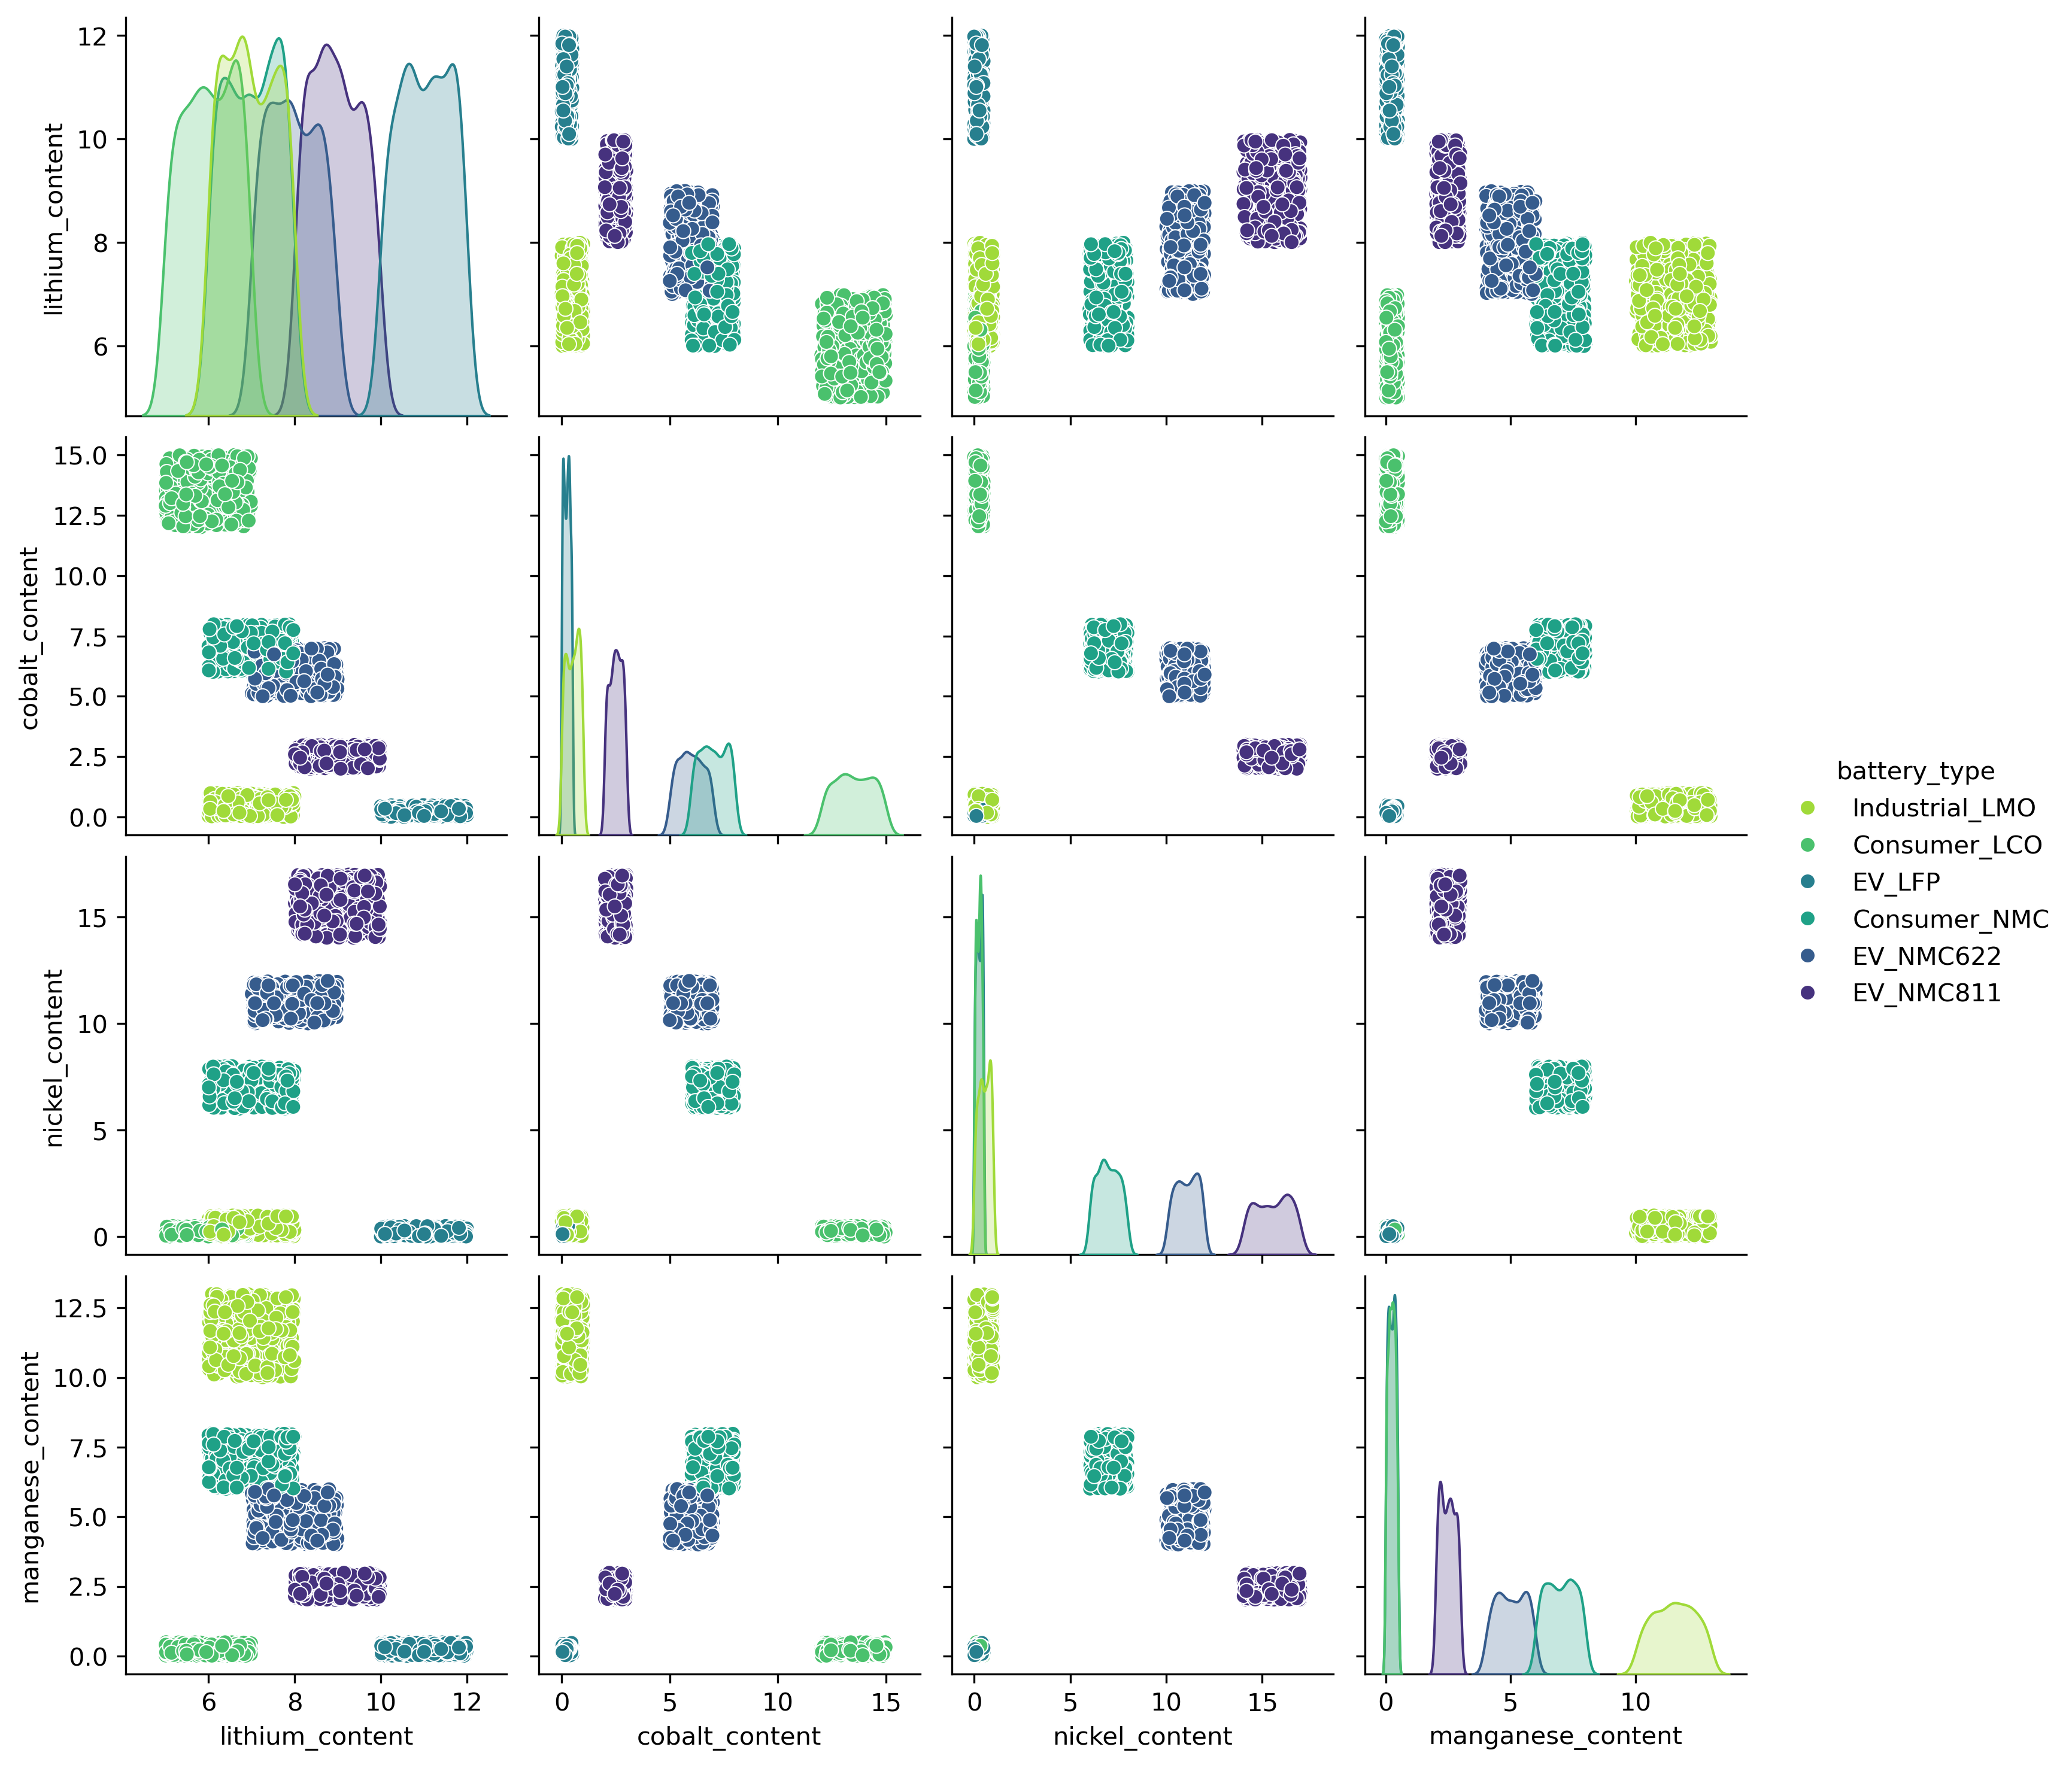 12
10
8
6
lithium_content
15.0
12.5
10.0
7.5
5.0
2.5
0.0
cobalt_content
15
10
5
0
nickel_content
12.5
10.0
7.5
5.0
2.5
0.0
manganese_content
6 8 10 12
lithium_content
0 5 10 15
cobalt_content
0 5 10 15
nickel_content
0 5 10
manganese_content
battery_type
Industrial_LMO
Consumer_LCO
EV_LFP
Consumer_NMC
EV_NMC622
EV_NMC811